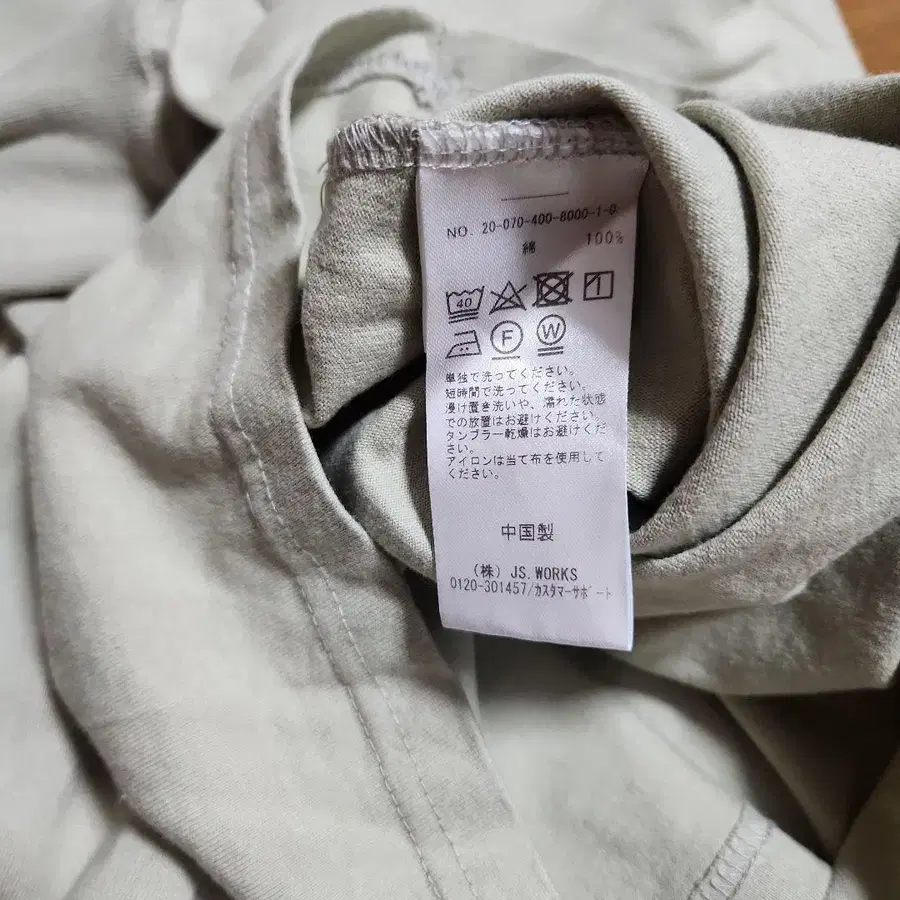 NO. 20-070-400-8000-1-0
綿 100%
40
F W
単独で洗ってください。
短時間で洗ってください。
浸け置き洗いや、濡れた状態
での放置はお避けください。
タンブラー乾燥はお避けくだ
さい。
アイロンは当て布を使用して
ください。
中国製
(株) JS.WORKS
0120-301457/カスタマーサポート